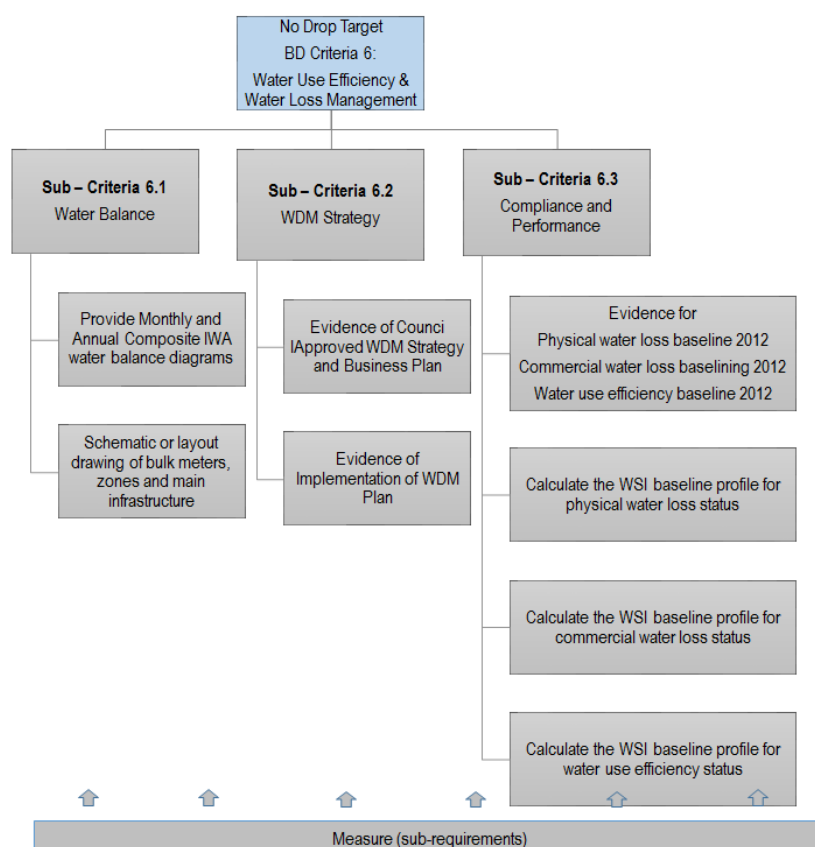 No Drop Target
BD Criteria 6:
Water Use Efficiency &
Water Loss Management
Sub – Criteria 6.1
Water Balance
Sub – Criteria 6.2
WDM Strategy
Sub – Criteria 6.3
Compliance and
Performance
Provide Monthly and
Annual Composite IWA
water balance diagrams
Schematic or layout
drawing of bulk meters,
zones and main
infrastructure
Evidence of Counci
lApproved WDM Strategy
and Business Plan
Evidence of
Implementation of WDM
Plan
Evidence for
Physical water loss baseline 2012
Commercial water loss baselining 2012
Water use efficiency baseline 2012
Calculate the WSI baseline profile for
physical water loss status
Calculate the WSI baseline profile for
commercial water loss status
Calculate the WSI baseline profile for
water use efficiency status
Measure (sub-requirements)